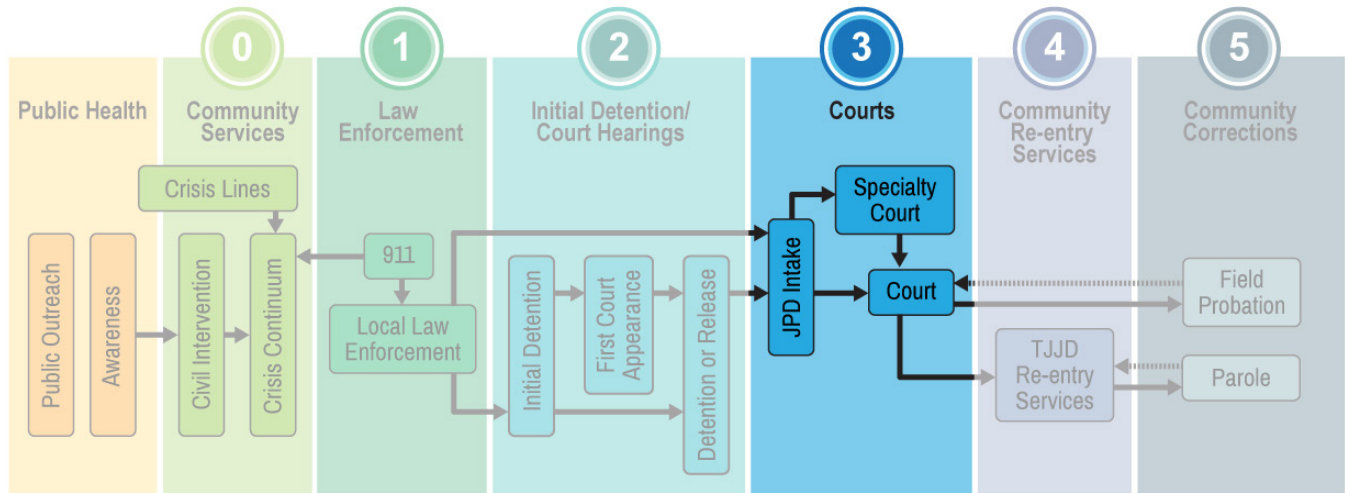 0
1
2
3
4
5
Public Health
Community
Services
Law
Enforcement
Initial Detention/
Court Hearings
Courts
Community
Re-entry
Services
Community
Corrections
Crisis Lines
Public Outreach
Awareness
Civil Intervention
Crisis Continuum
911
Local Law
Enforcement
Initial Detention
First Court
Appearance
Detention or Release
JPD Intake
Specialty
Court
Court
TJJD
Re-entry
Services
Field
Probation
Parole